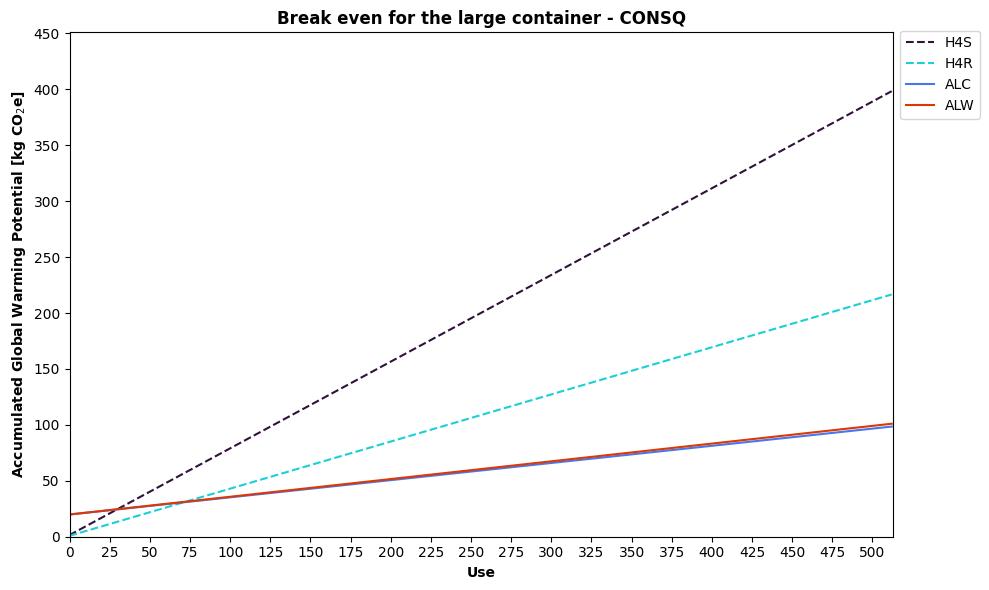 Break even for the large container - CONSQ
H4S
H4R
ALC
ALW
Accumulated Global Warming Potential [kg CO₂e]
450
400
350
300
250
200
150
100
50
0
0 25 50 75 100 125 150 175 200 225 250 275 300 325 350 375 400 425 450 475 500
Use